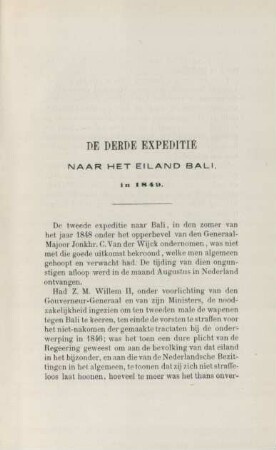 DE DERDE EXPEDITIE
NAAR HET EILAND BALI,
in 1849.
De tweede expeditie naar Bali, in den zomer van
het jaar 1848 onder het opperbevel van den Generaal-
Majoor Jonkhr. C. Van der Wijck ondernomen, was niet
met die goede uitkomst bekroond, welke men algemeen
gehoopt en verwacht had. De tijding van dien ongun-
stigen afloop werd in de maand Augustus in Nederland
ontvangen.
Had Z. M. Willem II, onder voorlichting van den
Gouverneur-Generaal en van zijn Ministers, de nood-
zakelijkheid ingezien om ten tweeden male de wapenen
tegen Bali te keeren, ten einde de vorsten te straffen voor
het niet-nakomen der gemaakte tractaten bij de onder-
werping in 1846; was het toen een dure plicht van de
Regeering geweest om aan de bevolking van dat eiland
in het bijzonder, en aan die van de Nederlandsche Bezit-
tingen in het algemeen, te toonen dat zij zich niet straffe-
loos laat hoonen, hoeveel te meer was het thans onver-